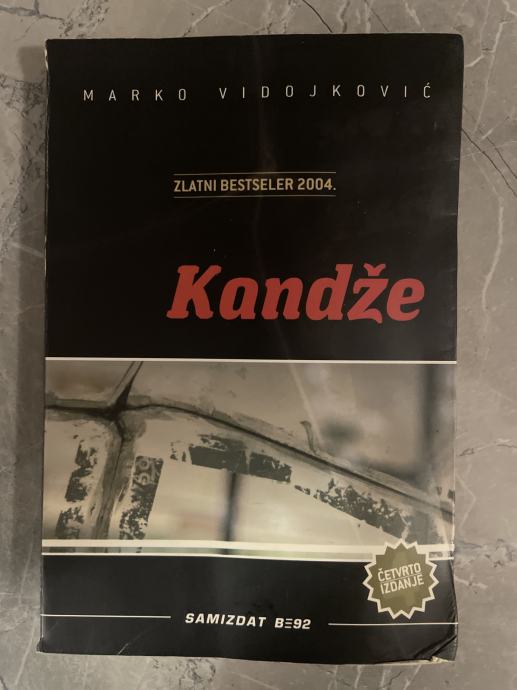 MARKO VIDOJKOVIĆ
ZLATNI BESTSELER 2004.
Kandže
ČETVRTO
IZDANJE
SAMIZDAT B92